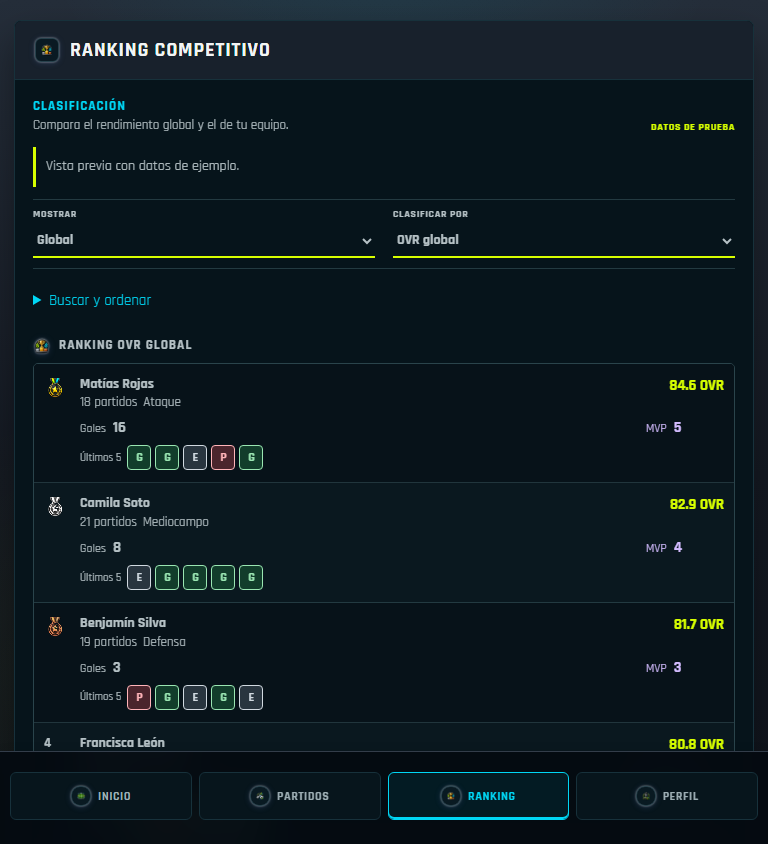 RANKING COMPETITIVO
CLASIFICACIÓN
Compara el rendimiento global y el de tu equipo.
DATOS DE PRUEBA
Vista previa con datos de ejemplo.
MOSTRAR
CLASIFICAR POR
Global
OVR global
Buscar y ordenar
RANKING OVR GLOBAL
Matías Rojas
84.6 OVR
18 partidos Ataque
Goles 16
MVP 5
Últimos 5 G G E P G
Camila Soto
82.9 OVR
21 partidos Mediocampo
Goles 8
MVP 4
Últimos 5 E G G G G
Benjamín Silva
81.7 OVR
19 partidos Defensa
Goles 3
MVP 3
Últimos 5 P G E G E
4 Francisca León
80.8 OVR
INICIO
PARTIDOS
RANKING
PERFIL